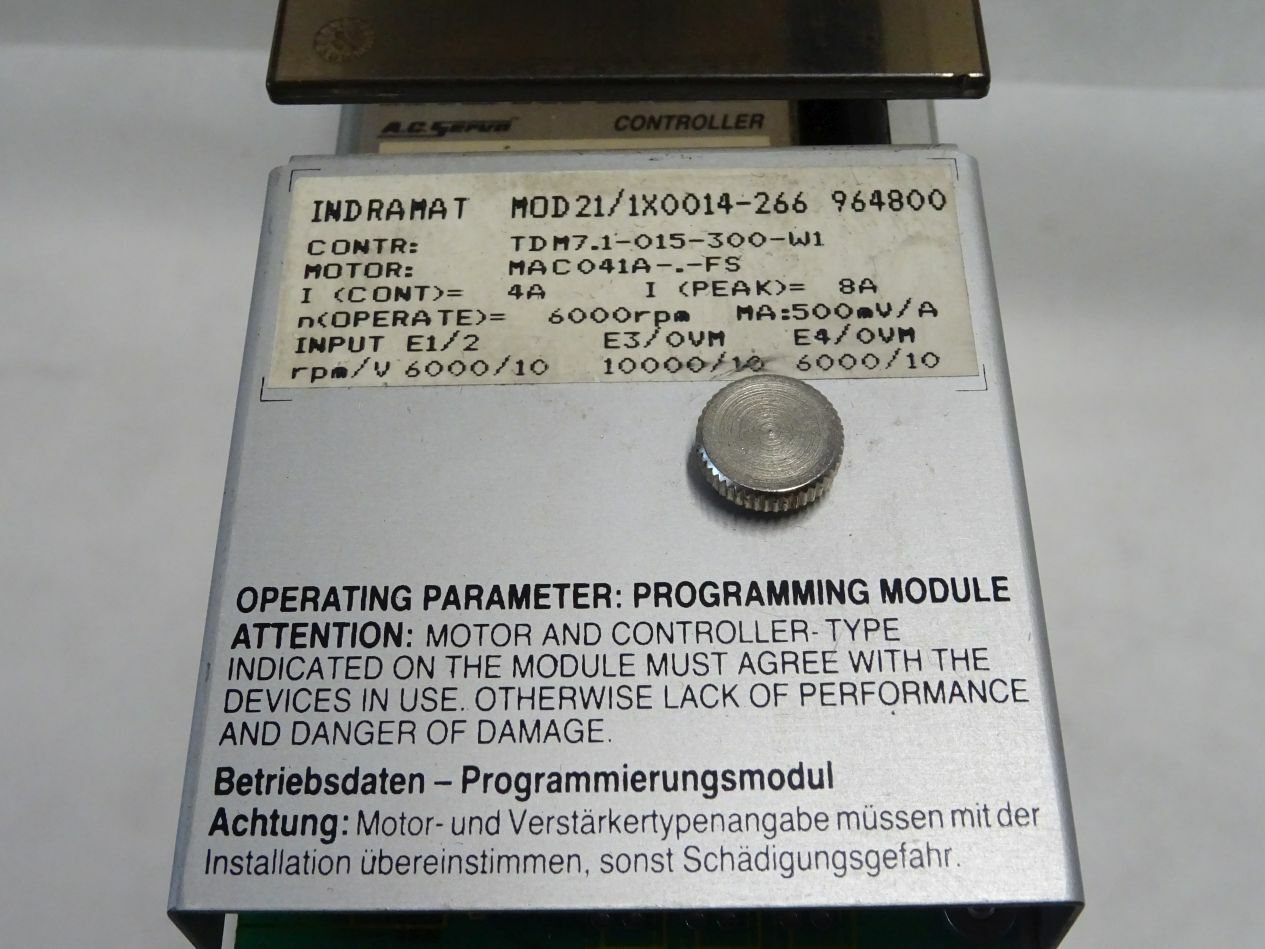 A.C. Servo CONTROLLER
INDRAMAT MOD21/1X0014-266 964800
CONTR: TDM7.1-015-300-W1
MOTOR: MAC041A-.-FS
I (CONT)= 4A I (PEAK)= 8A
n(OPERATE)= 6000rpm MA:500mV/A
INPUT E1/2 E3/0VM E4/0VM
rpm/V 6000/10 10000/10 6000/10
OPERATING PARAMETER: PROGRAMMING MODULE
ATTENTION: MOTOR AND CONTROLLER-TYPE
INDICATED ON THE MODULE MUST AGREE WITH THE
DEVICES IN USE. OTHERWISE LACK OF PERFORMANCE
AND DANGER OF DAMAGE.
Betriebsdaten – Programmierungsmodul
Achtung: Motor- und Verstärkertypenangabe müssen mit der
Installation übereinstimmen, sonst Schädigungsgefahr.